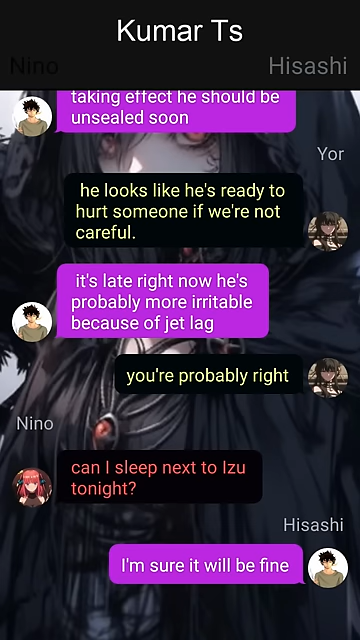 Kumar Ts
Nino
Hisashi
taking effect he should be
unsealed soon
Yor
he looks like he's ready to
hurt someone if we're not
careful.
it's late right now he's
probably more irritable
because of jet lag
you're probably right
Nino
can I sleep next to Izu
tonight?
Hisashi
I'm sure it will be fine